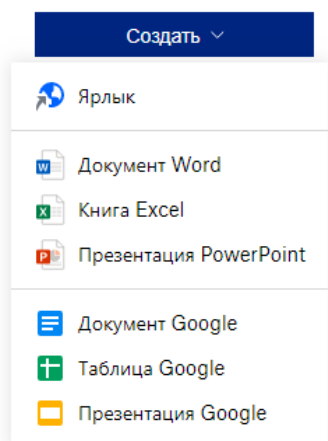 Создать
Ярлык
Документ Word
Книга Excel
Презентация PowerPoint
Документ Google
Таблица Google
Презентация Google